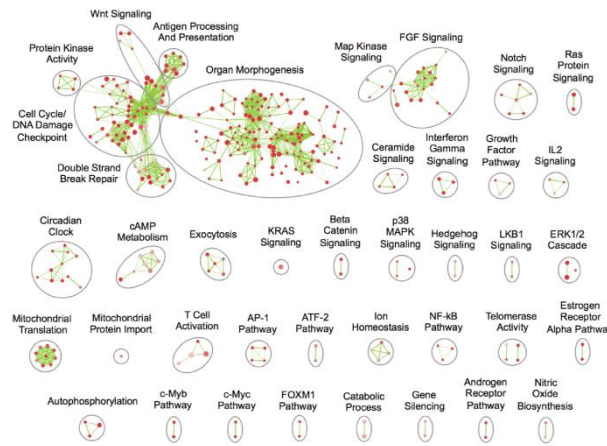 Wnt Signaling
Antigen Processing
And Presentation
Protein Kinase
Activity
Organ Morphogenesis
Cell Cycle/
DNA Damage
Checkpoint
Double Strand
Break Repair
Map Kinase
Signaling
FGF Signaling
Notch
Signaling
Ras
Protein
Signaling
Ceramide
Signaling
Interferon
Gamma
Signaling
Growth
Factor
Pathway
IL2
Signaling
Circadian
Clock
cAMP
Metabolism
Exocytosis
KRAS
Signaling
Beta
Catenin
Signaling
p38
MAPK
Signaling
Hedgehog
Signaling
LKB1
Signaling
ERK1/2
Cascade
Mitochondrial
Translation
Mitochondrial
Protein Import
T Cell
Activation
AP-1
Pathway
ATF-2
Pathway
Ion
Homeostasis
NF-kB
Pathway
Telomerase
Activity
Estrogen
Receptor
Alpha Pathwa
Autophosphorylation
c-Myb
Pathway
c-Myc
Pathway
FOXM1
Pathway
Catabolic
Process
Gene
Silencing
Androgen
Receptor
Pathway
Nitric
Oxide
Biosynthesis